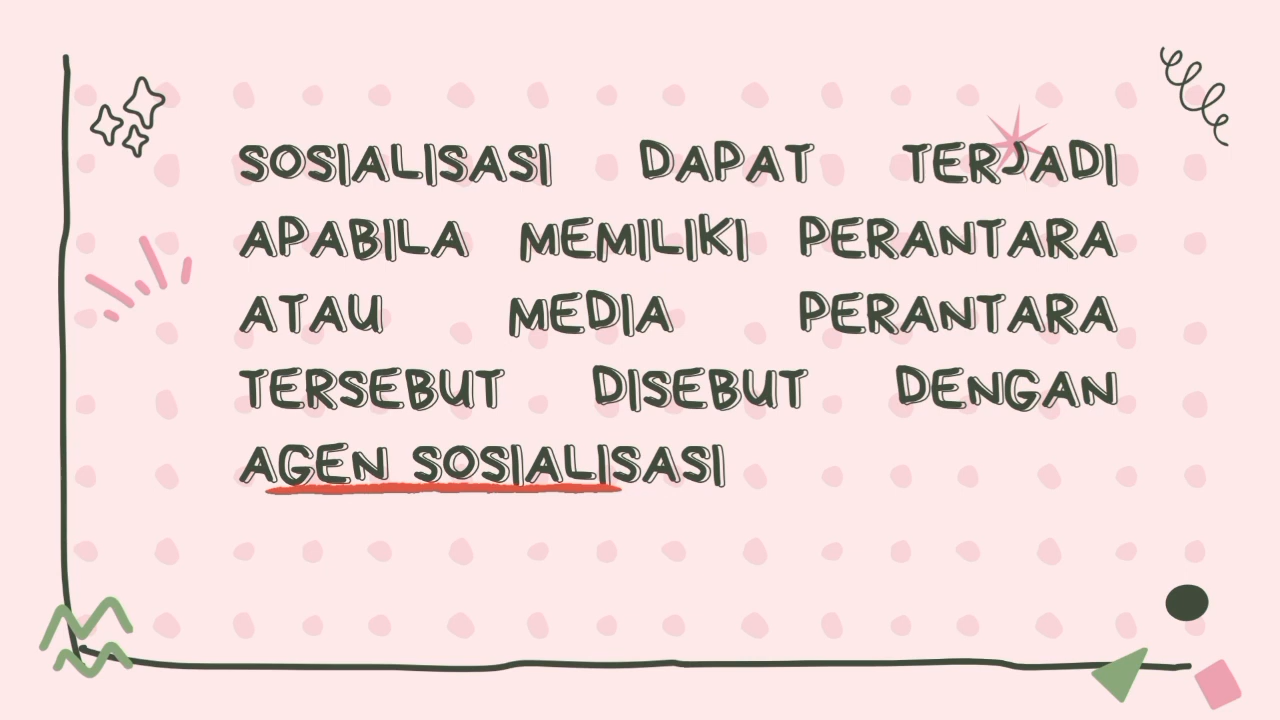 SOSIALISASI DAPAT TERJADI
APABILA MEMILIKI PERANTARA
ATAU MEDIA PERANTARA
TERSEBUT DISEBUT DENGAN
AGEN SOSIALISASI